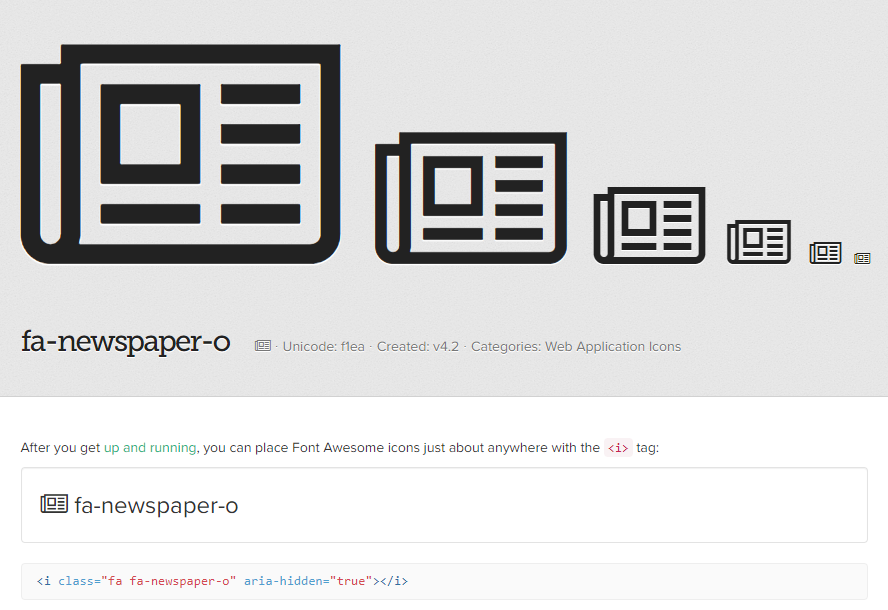 fa-newspaper-o · Unicode: f1ea · Created: v4.2 · Categories: Web Application Icons
After you get up and running, you can place Font Awesome icons just about anywhere with the <i> tag:
fa-newspaper-o
<i class="fa fa-newspaper-o" aria-hidden="true"></i>